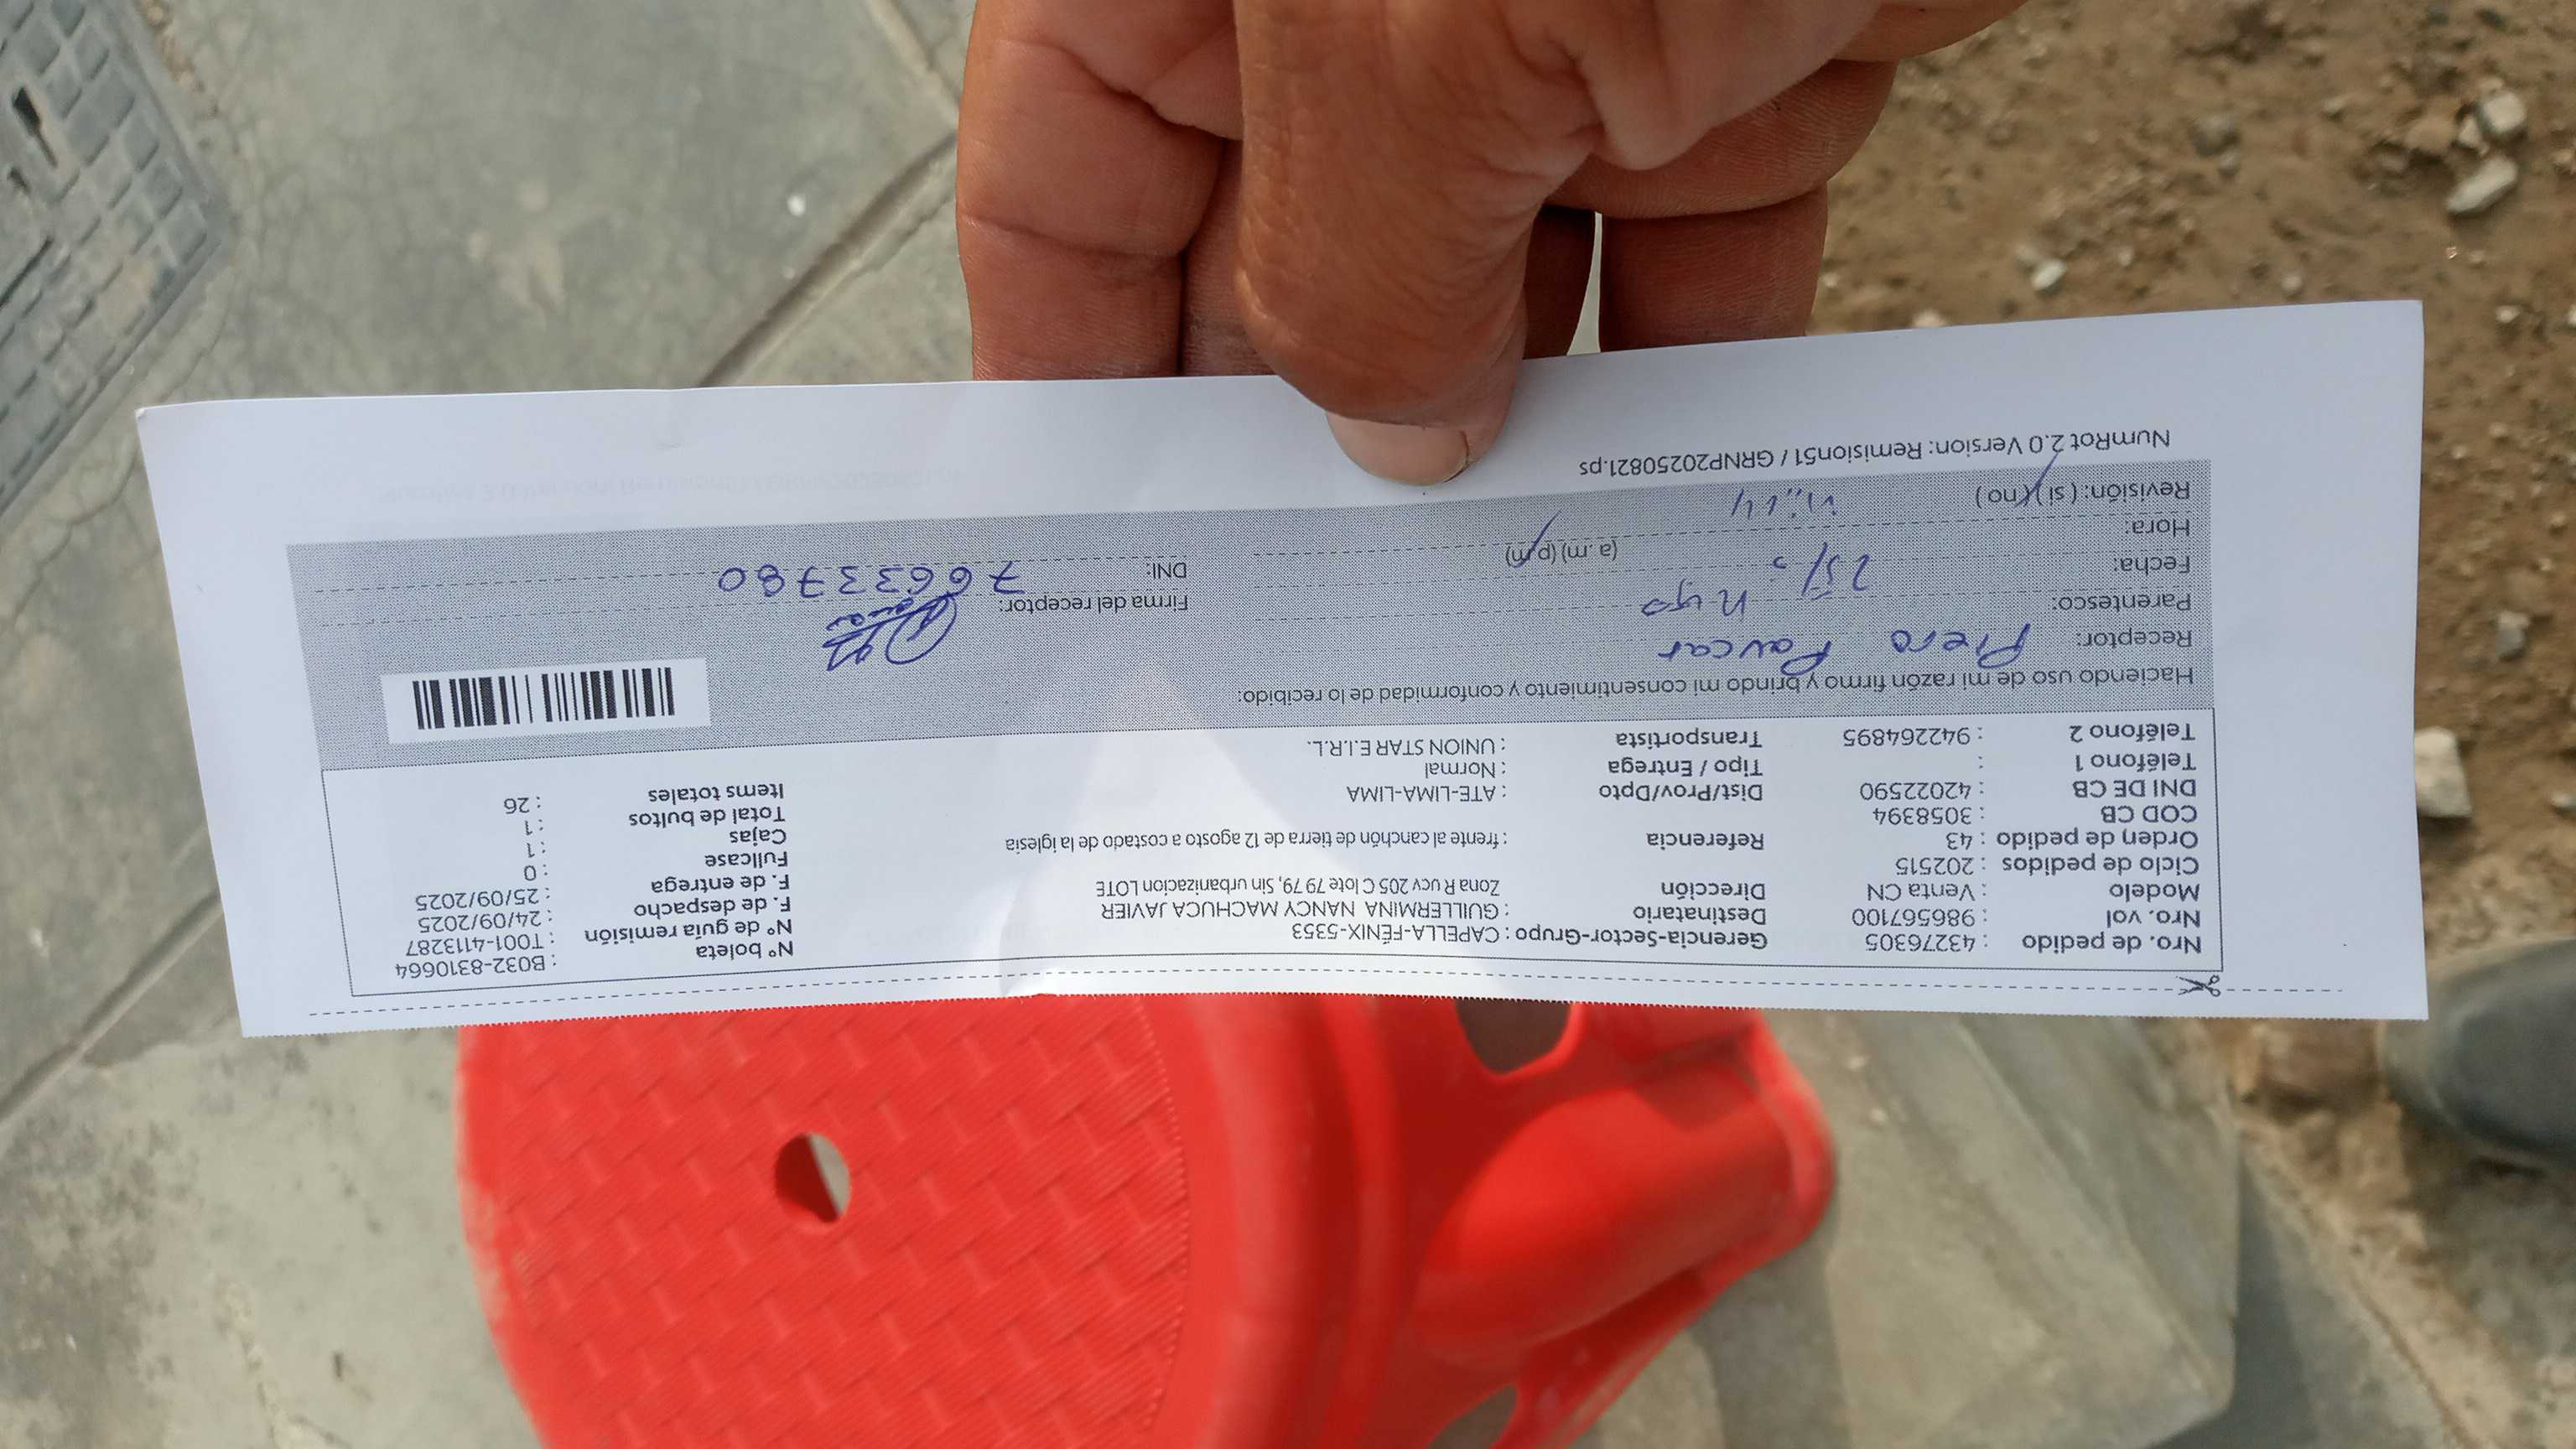 Nro. de pedido : 43276305 Gerencia-Sector-Grupo : CAPELLA-FÉNIX-5353 N° boleta : B032-8310664
Nro. vol : 986567100 Destinatario : GUILLERMINA NANCY MACHUCA JAVIER N° de guía remisión : T001-4113287
Modelo : Venta CN Dirección Zona R ucv 205 C lote 79 79, Sin urbanizacion LOTE F. de despacho : 24/09/2025
Ciclo de pedidos : 202515 F. de entrega : 25/09/2025
Orden de pedido : 43 Referencia : frente al canchón de tierra de 12 agosto a costado de la iglesia Fullcase : 0
COD CB : 3058394 Cajas : 1
DNI DE CB : 42022590 Dist/Prov/Dpto : ATE-LIMA-LIMA Total de bultos : 1
Teléfono 1 : Tipo / Entrega : Normal Items totales : 26
Teléfono 2 : 942264895 Transportista : UNION STAR E.I.R.L.
Haciendo uso de mi razón firmo y brindo mi consentimiento y conformidad de lo recibido:
Receptor: Piero Paucar
Parentesco: Firma del receptor:
Fecha: DNI: 76633780
Hora: (a. m) (p.m)
Revisión: ( si ) ( no )
NumRot 2.0 Version: Remision51 / GRNP20250821.ps